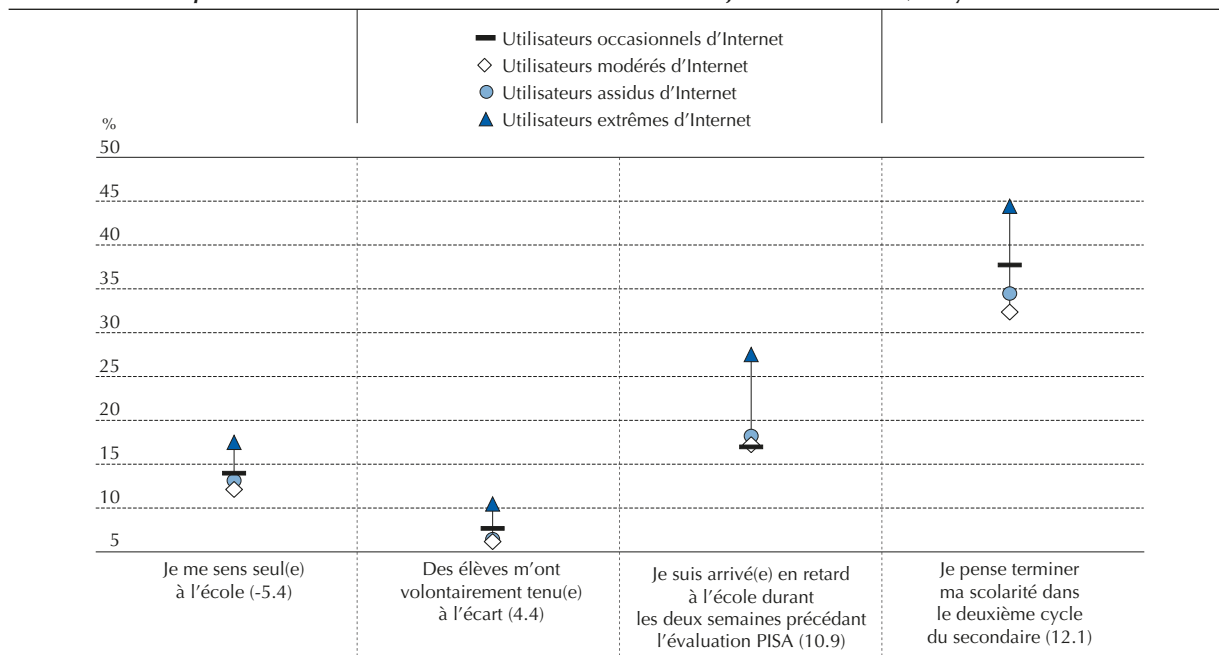 Utilisateurs occasionnels d'Internet
Utilisateurs modérés d'Internet
Utilisateurs assidus d'Internet
Utilisateurs extrêmes d'Internet
%
50
45
40
35
30
25
20
15
10
5
Je me sens seul(e)
à l'école (-5.4)
Des élèves m'ont
volontairement tenu(e)
à l'écart (4.4)
Je suis arrivé(e) en retard
à l'école durant
les deux semaines précédant
l'évaluation PISA (10.9)
Je pense terminer
ma scolarité dans
le deuxième cycle
du secondaire (12.1)